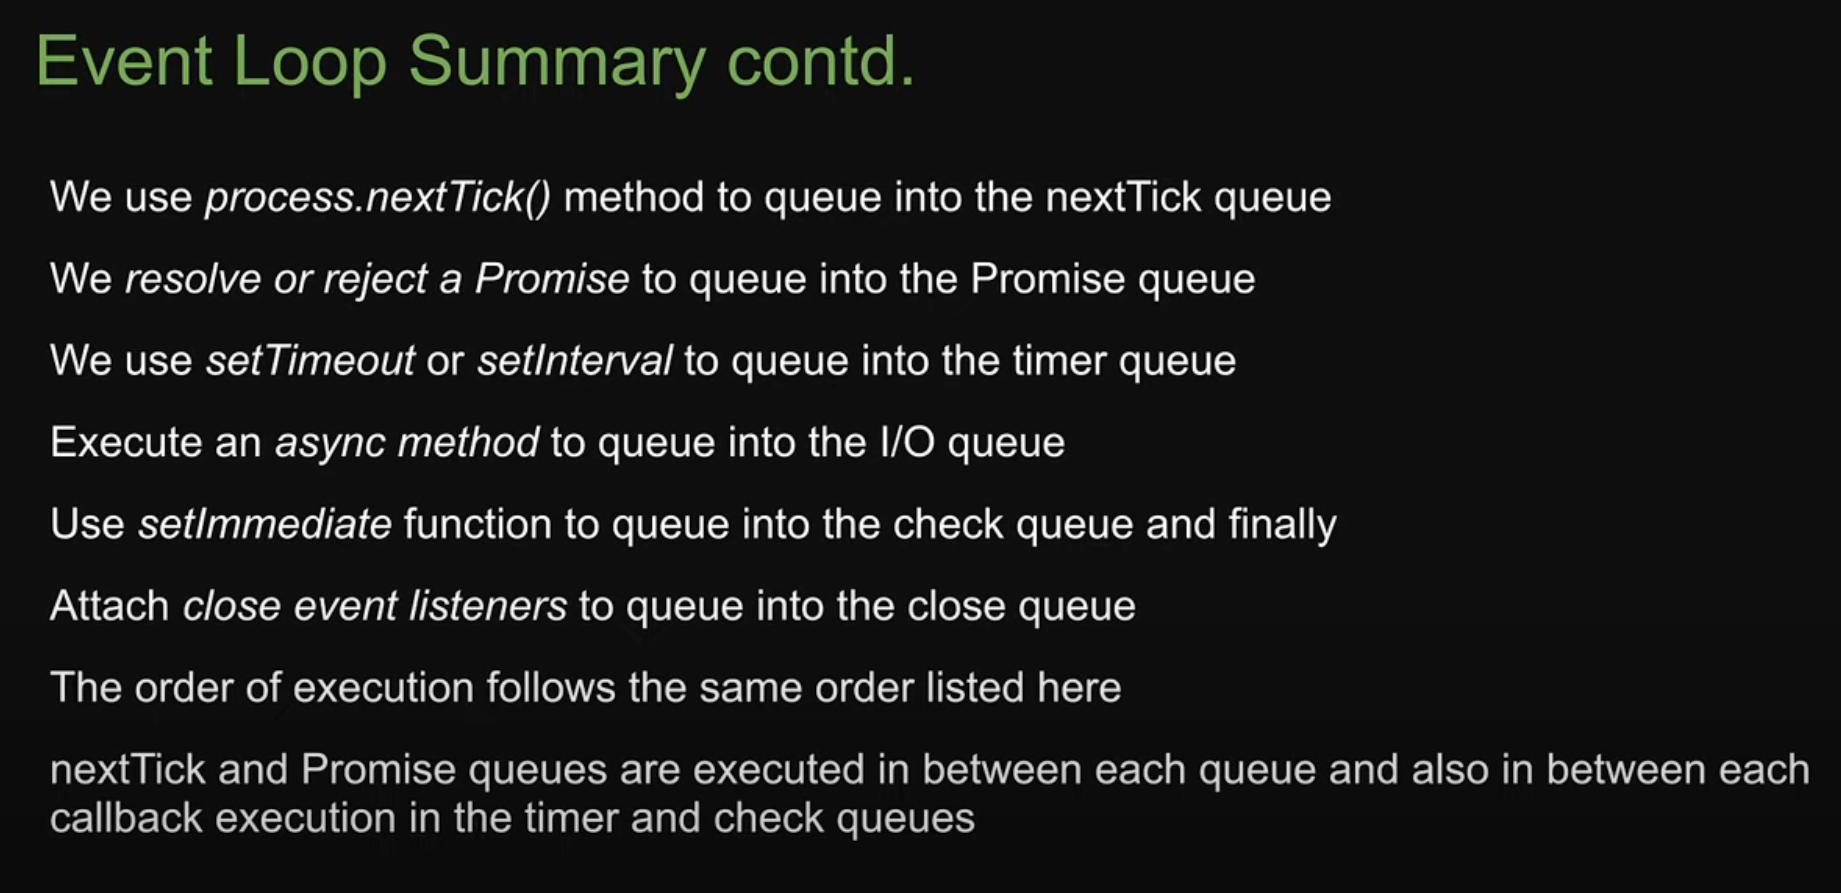 Event Loop Summary contd.
We use process.nextTick() method to queue into the nextTick queue
We resolve or reject a Promise to queue into the Promise queue
We use setTimeout or setInterval to queue into the timer queue
Execute an async method to queue into the I/O queue
Use setImmediate function to queue into the check queue and finally
Attach close event listeners to queue into the close queue
The order of execution follows the same order listed here
nextTick and Promise queues are executed in between each queue and also in between each
callback execution in the timer and check queues